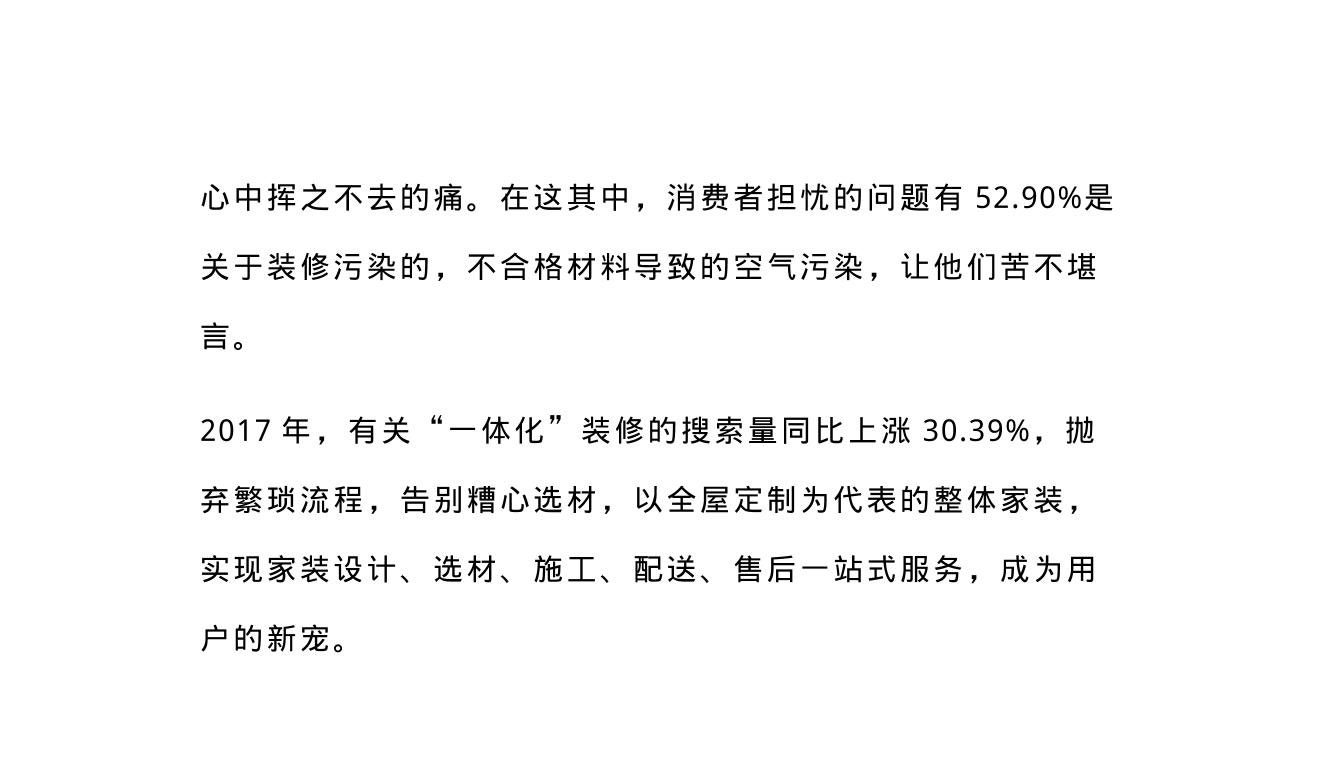 心中挥之不去的痛。在这其中，消费者担忧的问题有 52.90%是
关于装修污染的，不合格材料导致的空气污染，让他们苦不堪
言。
2017 年，有关“一体化”装修的搜索量同比上涨 30.39%，抛
弃繁琐流程，告别糟心选材，以全屋定制为代表的整体家装，
实现家装设计、选材、施工、配送、售后一站式服务，成为用
户的新宠。